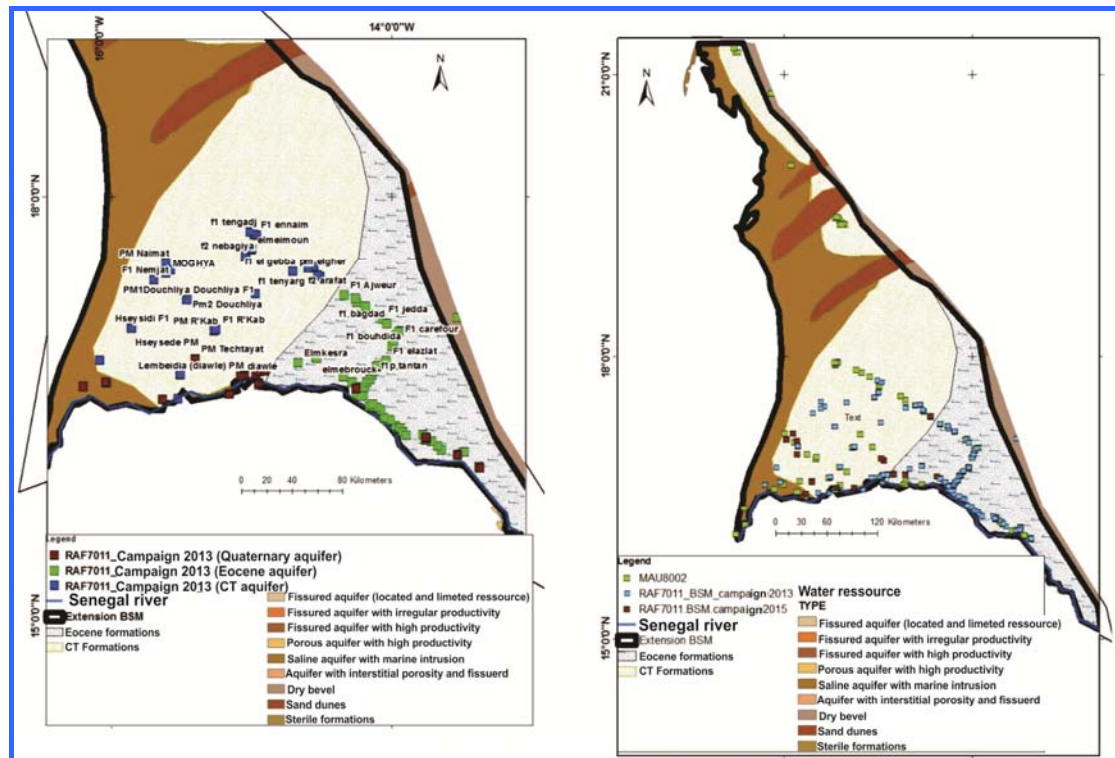 16°0'0"W
14°0'0"W
N
18°0'0"N
f1 tengadj
F1 ennaim
elmeimoun
f2 nebagiya
PM Naimat
MOGHYA
f1 el gebba
pm elgher
F1 Nemjat
f1 tenyarg
f2 arafat
PM1Douchliya Douchliya F1
F1 Ajweur
Pm2 Douchliya
f1 bagdad
F1 jedda
Hseysidi F1
PM R'Kab
F1 R'Kab
F1 carefour
f1 bouhdida
Hseysede PM
PM Techtayat
Elmkesra
F1 elazlat
Lembeidia (diawle) PM diawle
elmebrouck
f1p tantan
0 20 40 80 Kilometers
15°0'0"N
Legend
RAF7011_Campaign 2013 (Quaternary aquifer)
RAF7011_Campaign 2013 (Eocene aquifer)
RAF7011_Campaign 2013 (CT aquifer)
Senegal river
Extension BSM
Eocene formations
CT Formations
Fissured aquifer (located and limeted ressource)
Fissured aquifer with irregular productivity
Fissured aquifer with high productivity
Porous aquifer with high productivity
Saline aquifer with marine intrusion
Aquifer with interstitial porosity and fissuerd
Dry bevel
Sand dunes
Sterile formations
21°0'0"N
N
18°0'0"N
Text
0 30 60 120 Kilometers
15°0'0"N
Legend
MAU8002
RAF7011_BSM_campaign-2013
RAF7011.BSM.campaign2015
Senegal river
Extension BSM
Eocene formations
CT Formations
Water ressource
TYPE
Fissured aquifer (located and limeted ressource)
Fissured aquifer with irregular productivity
Fissured aquifer with high productivity
Porous aquifer with high productivity
Saline aquifer with marine intrusion
Aquifer with interstitial porosity and fissuerd
Dry bevel
Sand dunes
Sterile formations